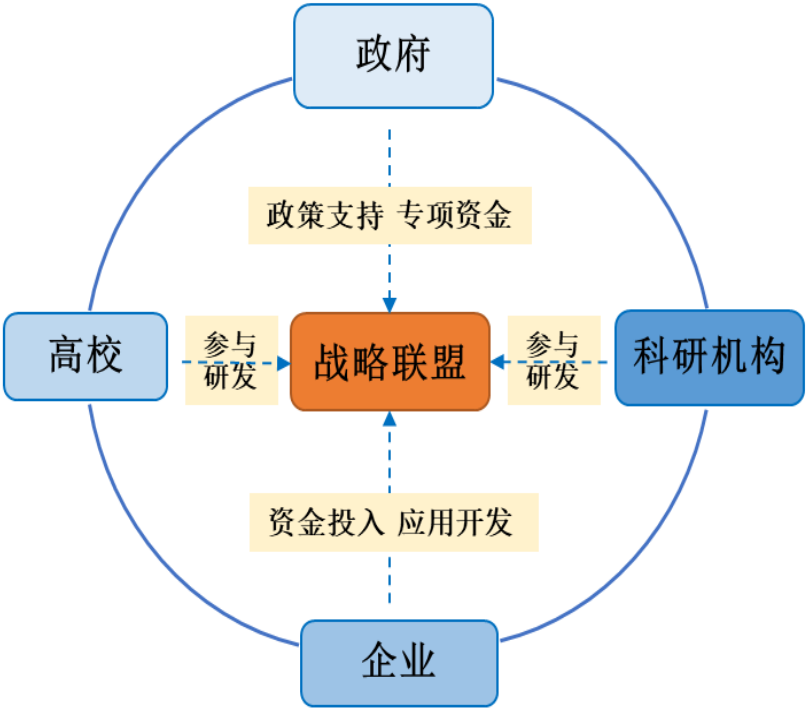 政府
政策支持 专项资金
高校
参与
研发
战略联盟
参与
研发
科研机构
资金投入 应用开发
企业